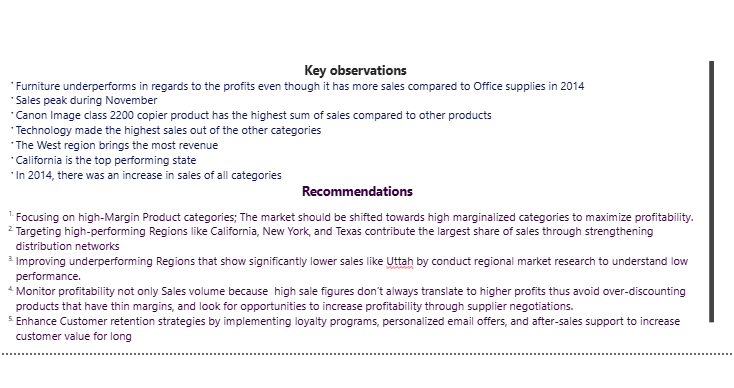 Key observations
• Furniture underperforms in regards to the profits even though it has more sales compared to Office supplies in 2014
• Sales peak during November
• Canon Image class 2200 copier product has the highest sum of sales compared to other products
• Technology made the highest sales out of the other categories
• The West region brings the most revenue
• California is the top performing state
• In 2014, there was an increase in sales of all categories
Recommendations
1. Focusing on high-Margin Product categories; The market should be shifted towards high marginalized categories to maximize profitability.
2. Targeting high-performing Regions like California, New York, and Texas contribute the largest share of sales through strengthening
distribution networks
3. Improving underperforming Regions that show significantly lower sales like Uttah by conduct regional market research to understand low
performance.
4. Monitor profitability not only Sales volume because  high sale figures don't always translate to higher profits thus avoid over-discounting
products that have thin margins, and look for opportunities to increase profitability through supplier negotiations.
5. Enhance Customer retention strategies by implementing loyalty programs, personalized email offers, and after-sales support to increase
customer value for long